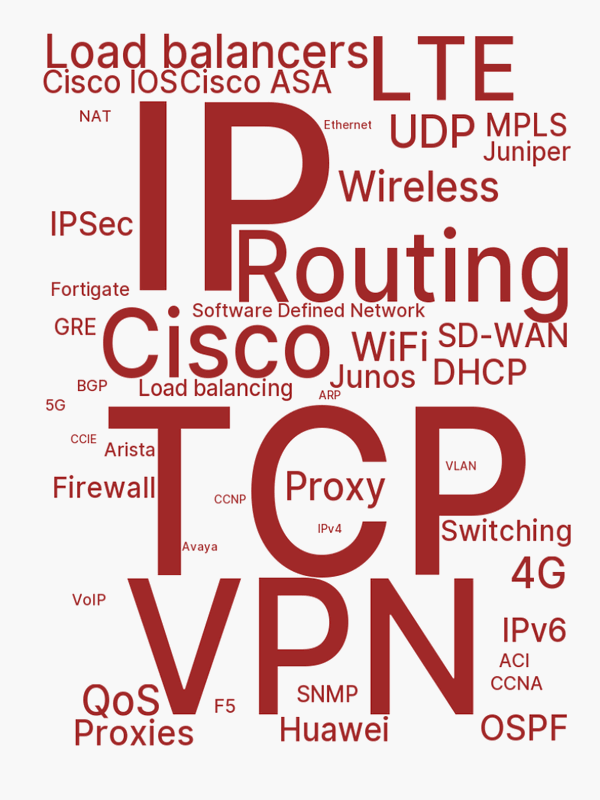 Load balancers
LTE
Cisco IOS
Cisco ASA
NAT
IP
Ethernet
UDP
MPLS
Juniper
Wireless
IPSec
Routing
Fortigate
Software Defined Network
GRE
Cisco
WiFi
SD-WAN
Junos
DHCP
BGP
Load balancing
ARP
5G
TCP
CCIE
Arista
VLAN
Firewall
CCNP
Proxy
IPv4
Switching
Avaya
4G
VPN
VoIP
IPv6
ACI
CCNA
QoS
F5
SNMP
Proxies
Huawei
OSPF